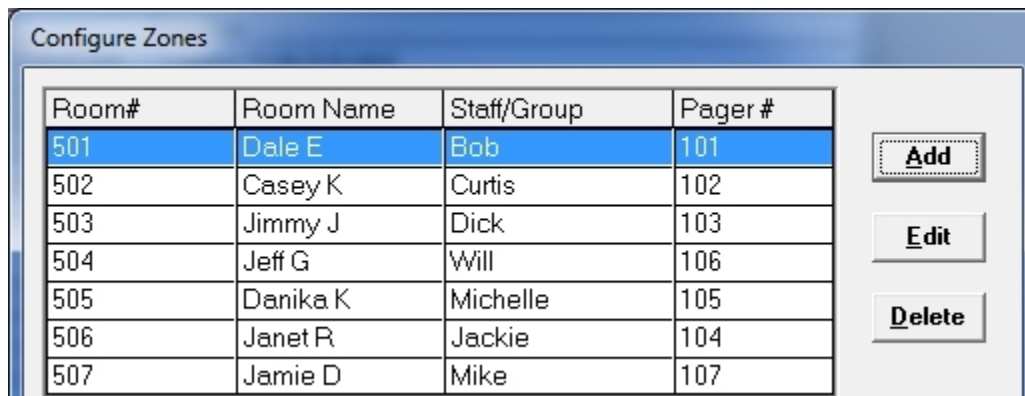 Configure Zones
Room# Room Name Staff/Group Pager #
501 Dale E Bob 101
502 Casey K Curtis 102
503 Jimmy J Dick 103
504 Jeff G Will 106
505 Danika K Michelle 105
506 Janet R Jackie 104
507 Jamie D Mike 107
Add
Edit
Delete